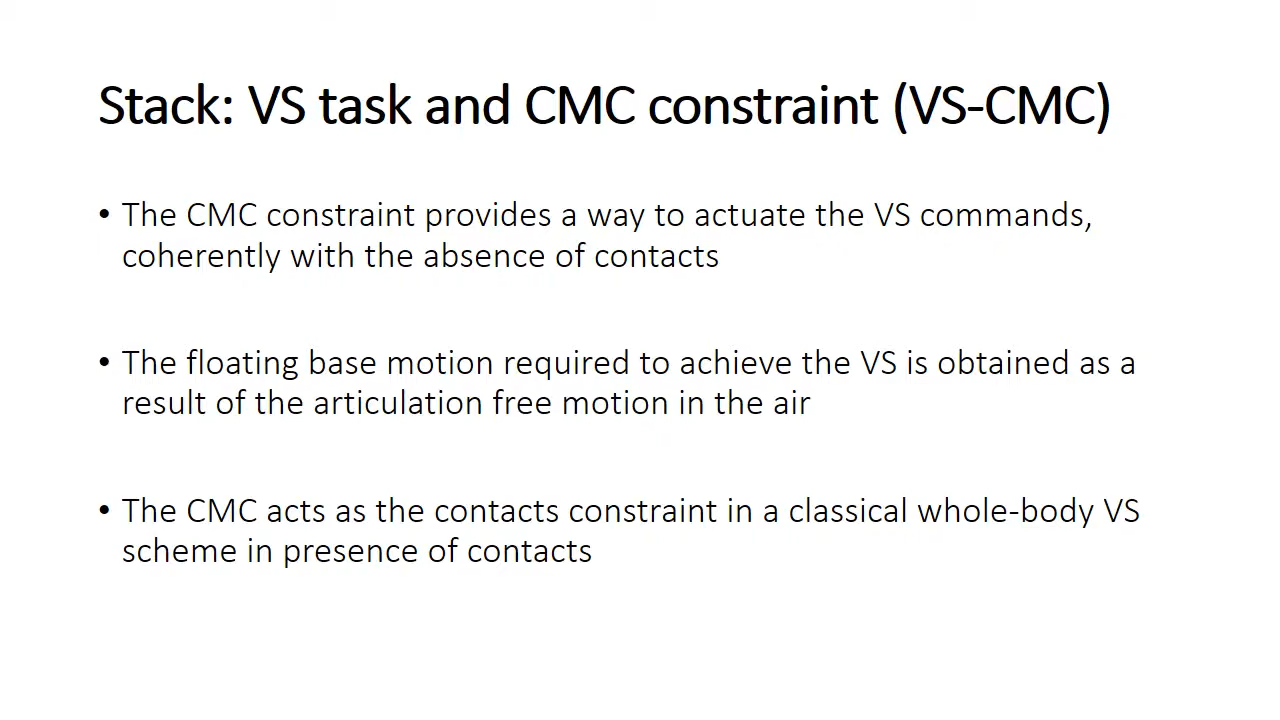 Stack: VS task and CMC constraint (VS-CMC)
• The CMC constraint provides a way to actuate the VS commands,
coherently with the absence of contacts
• The floating base motion required to achieve the VS is obtained as a
result of the articulation free motion in the air
• The CMC acts as the contacts constraint in a classical whole-body VS
scheme in presence of contacts